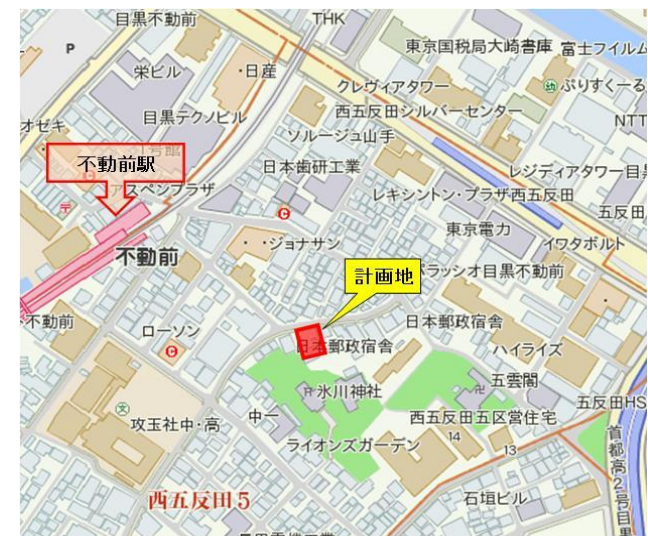 目黒不動前
THK
P
東京国税局大崎書庫
富士フイルム
栄ビル
日産
クレヴィアタワー
幼
ぷりすくーる
オゼキ
目黒テクノビル
西五反田シルバーセンター
NTT
1号館
ソルージュ山手
不動前駅
日本歯研工業
レジディアタワー目黒
アスペンプラザ
レキシントン・プラザ西五反田
五反田
不動前
ジョナサン
東京電力
イワタボルト
計画地
パラッシオ目黒不動前
不動前
ローソン
日本郵政宿舎
日本郵政宿舎
ハイライズ
氷川神社
五雲閣
五反田HS
文
攻玉社中・高
中一
西五反田五区営住宅
ライオンズガーデン
14
13
首都高2号目黒
西五反田5
石垣ビル